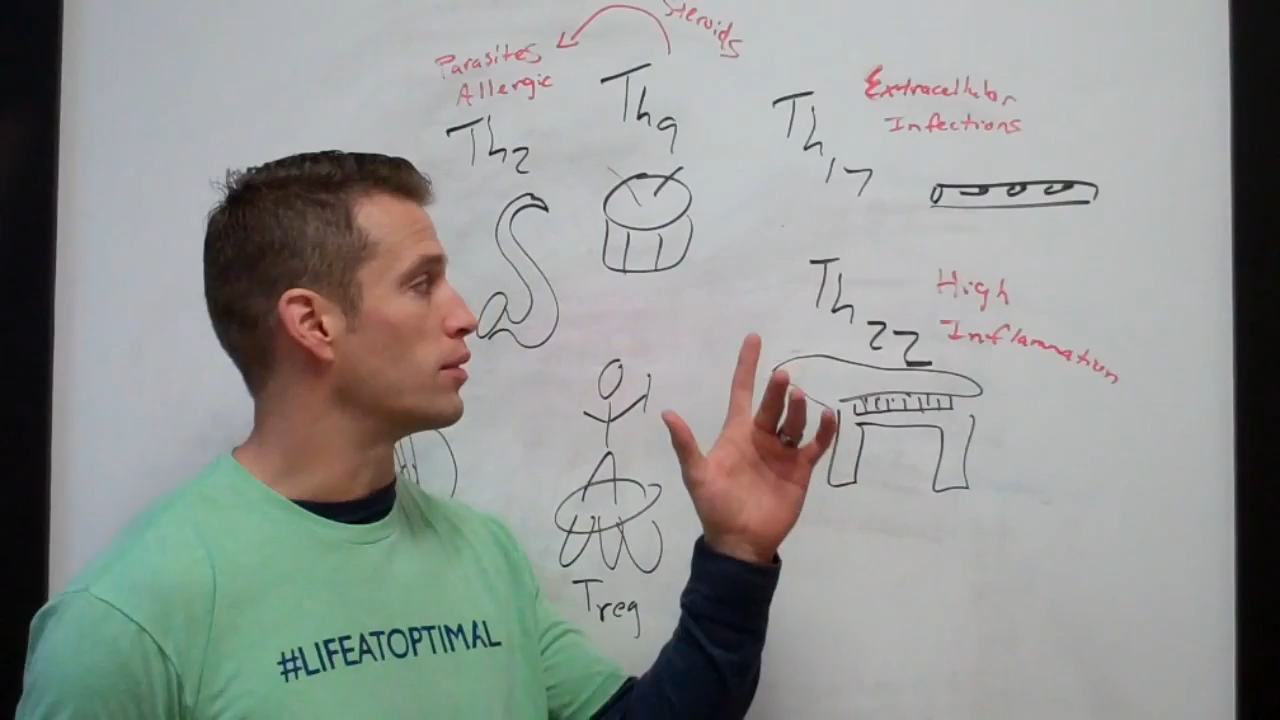 Steroids
Parasites
Allergic
Th2
Th9
Th17
Extracellular
Infections
Th22
High
Inflammation
Treg
#LIFEATOPTIMAL